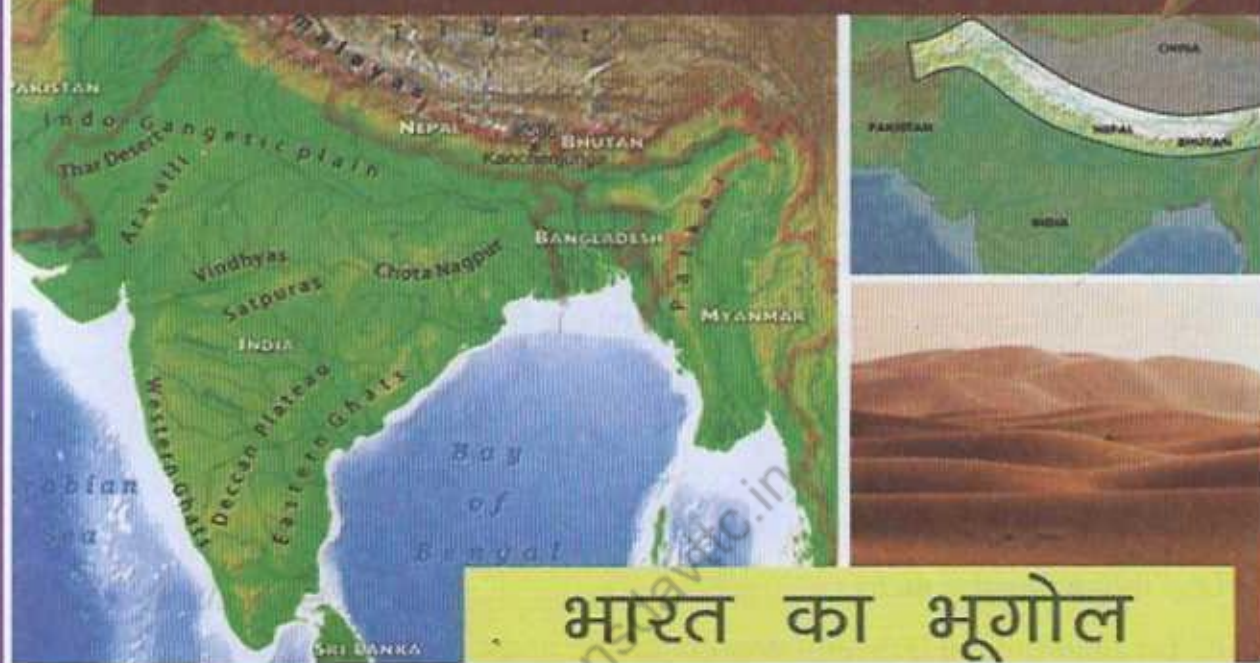 Tibet
Himalayas
PAKISTAN
Indo-Gangetic plain
NEPAL
BHUTAN
Kanchenjunga
Thar Desert
Aravalli
BANGLADESH
Vindhyas
Chota Nagpur
Satpuras
MYANMAR
INDIA
Western Ghats
Deccan Plateau
Eastern Ghats
Arabian
Sea
Bay
of
Bengal
SRI LANKA
CHINA
PAKISTAN
NEPAL
BHUTAN
INDIA
भारत का भूगोल